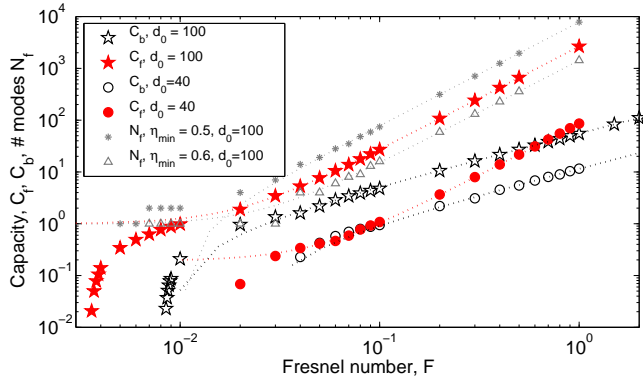 10^4
10^3
10^2
10^1
10^0
10^-1
10^-2
Capacity, C_f, C_b, # modes N_f
C_b, d_0 = 100
C_f, d_0 = 100
C_b, d_0=40
C_f, d_0 = 40
N_f, η_min = 0.5, d_0=100
N_f, η_min = 0.6, d_0=100
10^-2
10^-1
10^0
Fresnel number, F